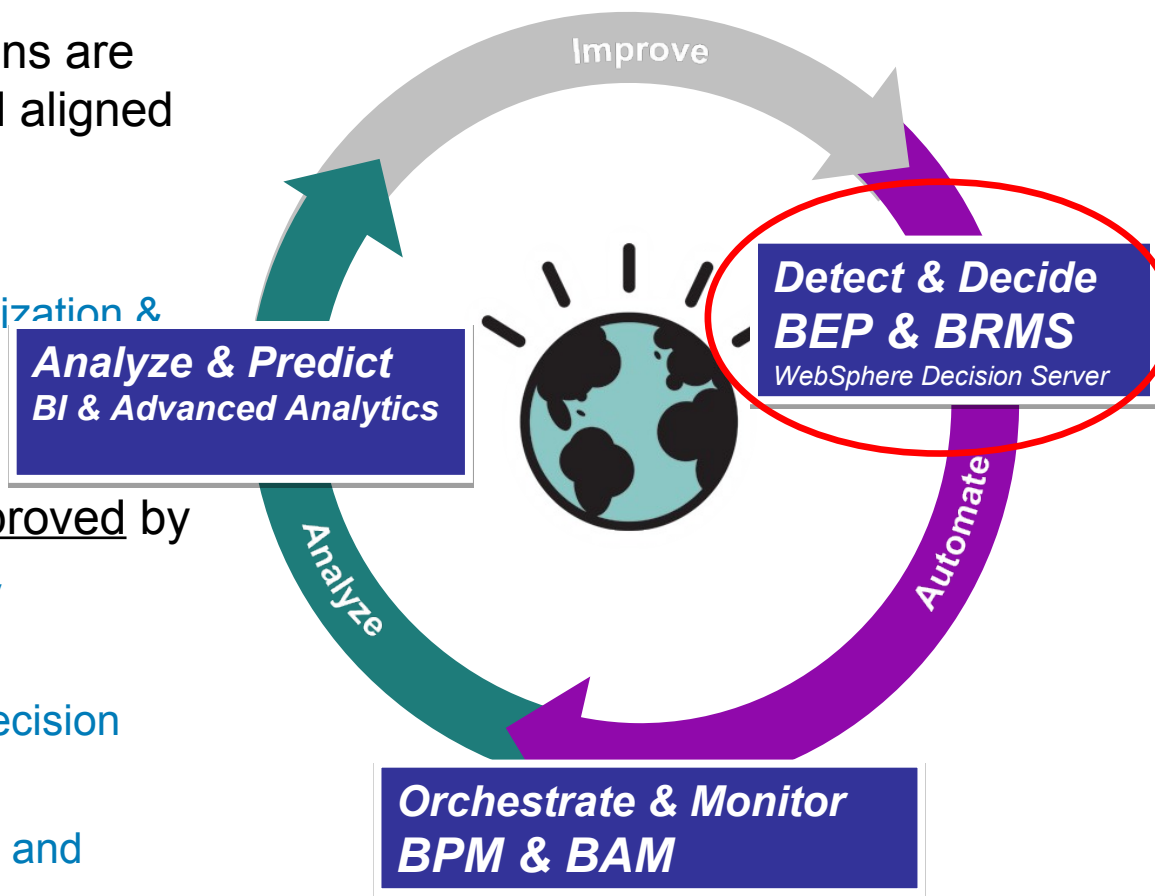 ns are
aligned
Improve
ization &
Detect & Decide
BEP & BRMS
WebSphere Decision Server
Analyze & Predict
BI & Advanced Analytics
proved by
Analyze
Automate
ecision
and
Orchestrate & Monitor
BPM & BAM